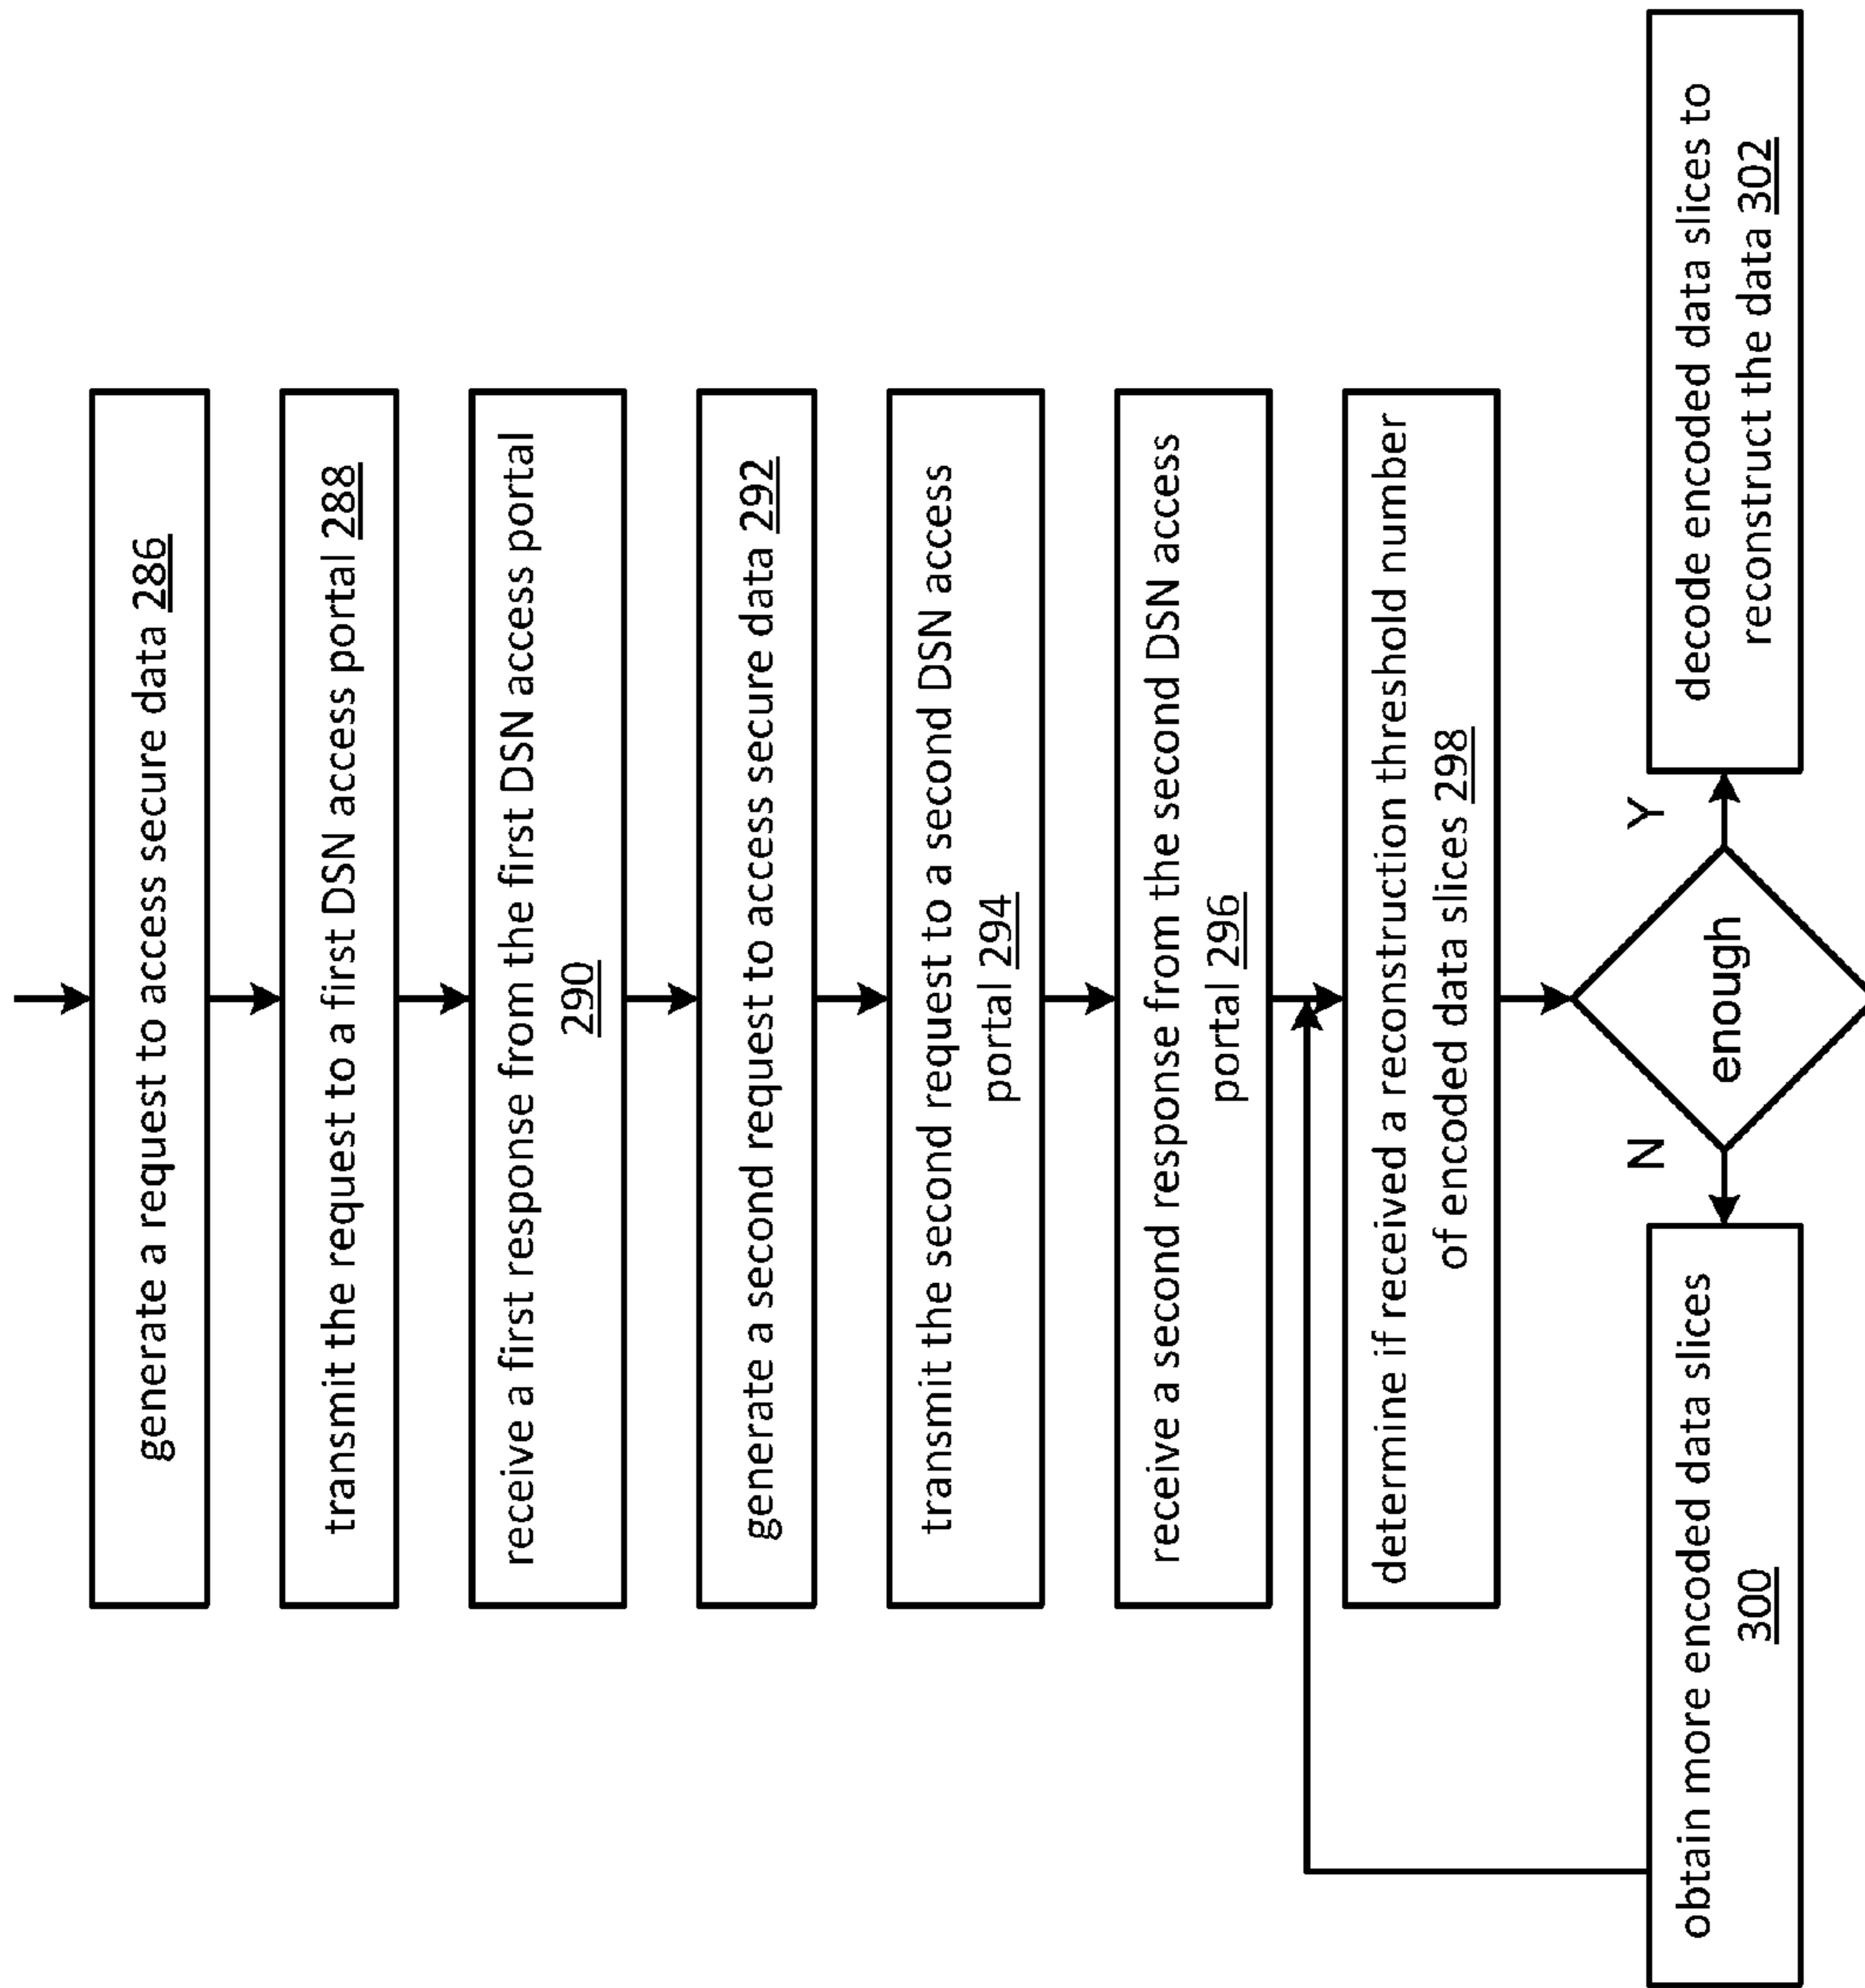 generate a request to access secure data 286
transmit the request to a first DSN access portal 288
receive a first response from the first DSN access portal
290
generate a second request to access secure data 292
transmit the second request to a second DSN access
portal 294
receive a second response from the second DSN access
portal 296
determine if received a reconstruction threshold number
of encoded data slices 298
enough
N
Y
obtain more encoded data slices
300
decode encoded data slices to
reconstruct the data 302